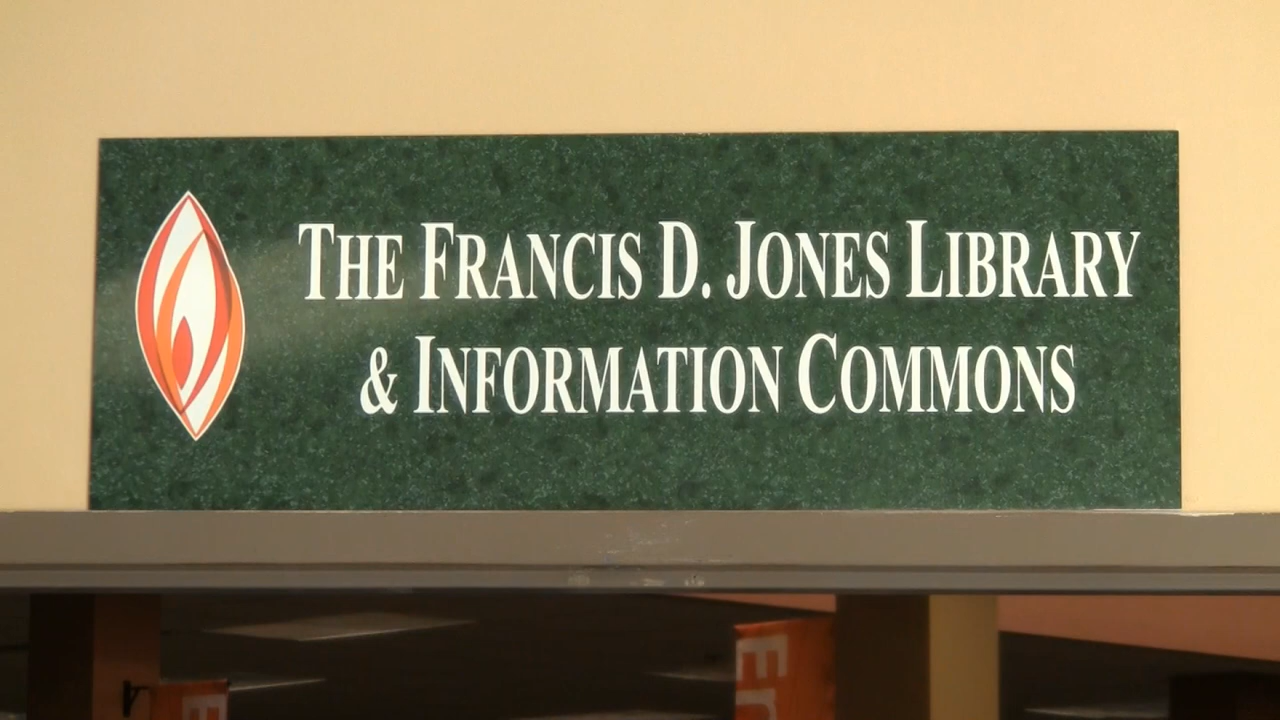 THE FRANCIS D. JONES LIBRARY
& INFORMATION COMMONS